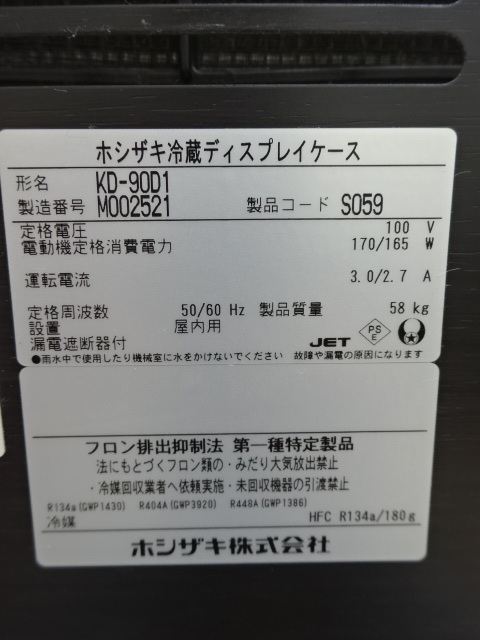 ホシザキ冷蔵ディスプレイケース
形名 KD-90D1
製造番号 M002521 製品コード S059
定格電圧 100 V
電動機定格消費電力 170/165 W
運転電流 3.0/2.7 A
定格周波数 50/60 Hz 製品質量 58 kg
設置 屋内用
漏電遮断器付 JET PS E
●雨水中で使用したり機械室に水をかけないでください 故障や漏電の原因になります
フロン排出抑制法 第一種特定製品
法にもとづくフロン類の・みだり大気放出禁止
・冷媒回収業者へ依頼実施・未回収機器の引渡禁止
R134a(GWP1430) R404A(GWP3920) R448A(GWP1386)
冷媒 HFC R134a/180g
ホシザキ株式会社